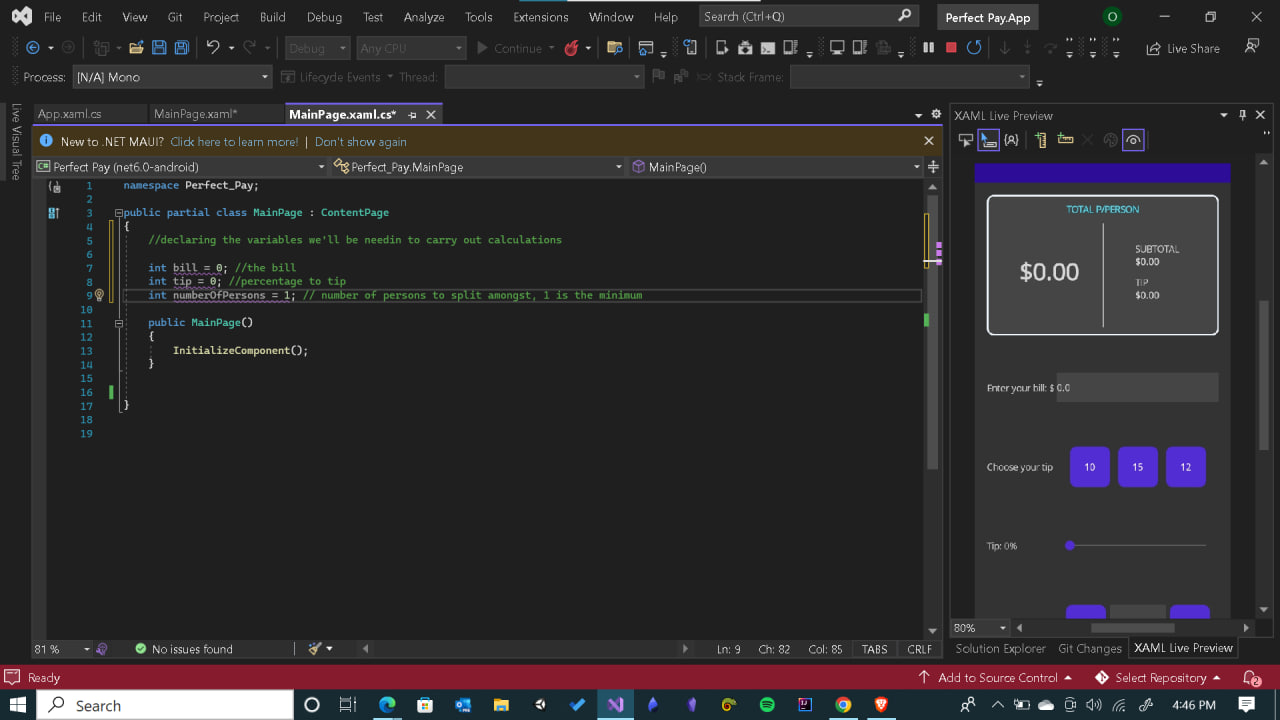 File Edit View Git Project Build Debug Test Analyze Tools Extensions Window Help Search (Ctrl+Q) Perfect Pay.App O
Debug Any CPU Continue Live Share
Process: [N/A] Mono Lifecycle Events Thread: Stack Frame:
Live Visual Tree
App.xaml.cs MainPage.xaml* MainPage.xaml.cs*
New to .NET MAUI? Click here to learn more! Don't show again
C# Perfect Pay (net6.0-android) Perfect_Pay.MainPage MainPage()
1 namespace Perfect_Pay;
2
3 public partial class MainPage : ContentPage
4 {
5 //declaring the variables we'll be needin to carry out calculations
6
7 int bill = 0; //the bill
8 int tip = 0; //percentage to tip
9 int numberOfPersons = 1; // number of persons to split amongst, 1 is the minimum
10
11 public MainPage()
12 {
13 InitializeComponent();
14 }
15
16
17 }
18
19
81 % No issues found Ln: 9 Ch: 82 Col: 85 TABS CRLF
XAML Live Preview
TOTAL P/PERSON
$0.00
SUBTOTAL
$0.00
TIP
$0.00
Enter your bill: $ 0.0
Choose your tip 10 15 12
Tip: 0%
80%
Solution Explorer Git Changes XAML Live Preview
Ready Add to Source Control Select Repository 2
Search 4:46 PM